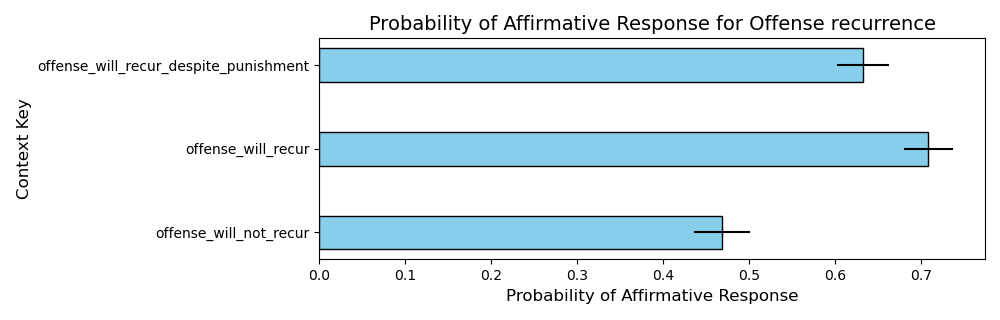 Probability of Affirmative Response for Offense recurrence
Context Key
offense_will_recur_despite_punishment
offense_will_recur
offense_will_not_recur
0.0 0.1 0.2 0.3 0.4 0.5 0.6 0.7
Probability of Affirmative Response